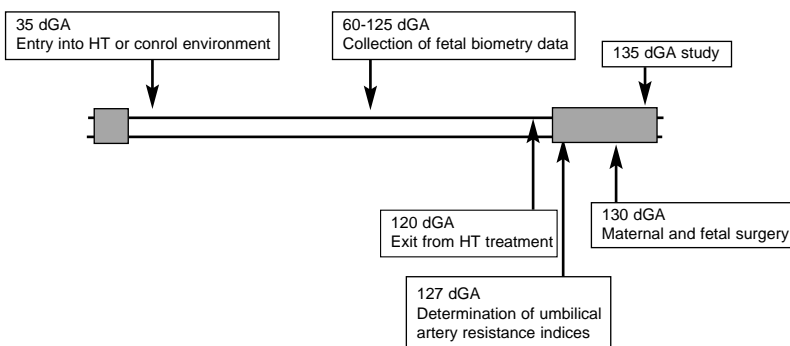 35 dGA
Entry into HT or conrol environment
60-125 dGA
Collection of fetal biometry data
135 dGA study
120 dGA
Exit from HT treatment
130 dGA
Maternal and fetal surgery
127 dGA
Determination of umbilical
artery resistance indices